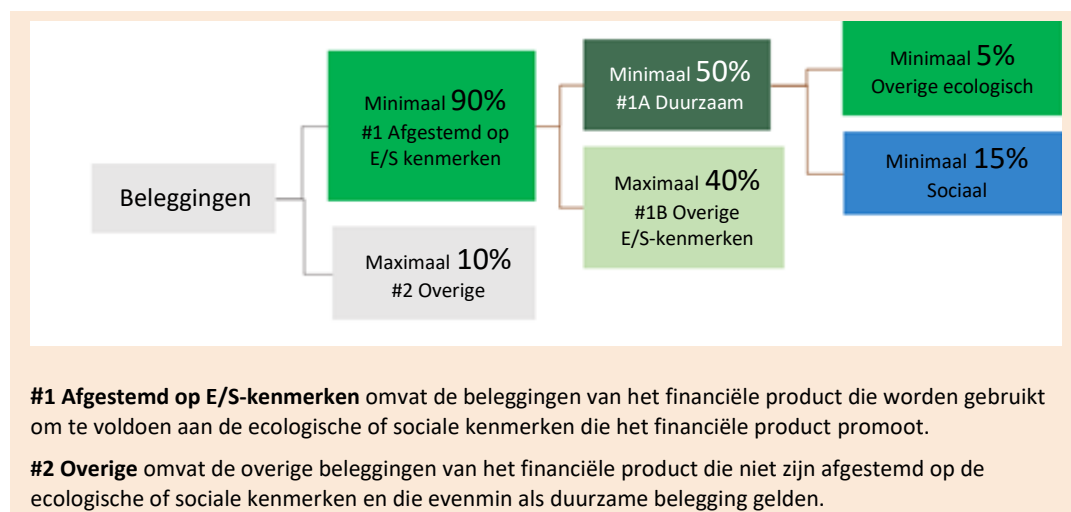 Minimaal 90%
#1 Afgestemd op
E/S kenmerken
Minimaal 50%
#1A Duurzaam
Minimaal 5%
Overige ecologisch
Minimaal 15%
Sociaal
Beleggingen
Maximaal 40%
#1B Overige
E/S-kenmerken
Maximaal 10%
#2 Overige
#1 Afgestemd op E/S-kenmerken omvat de beleggingen van het financiële product die worden gebruikt
om te voldoen aan de ecologische of sociale kenmerken die het financiële product promoot.
#2 Overige omvat de overige beleggingen van het financiële product die niet zijn afgestemd op de
ecologische of sociale kenmerken en die evenmin als duurzame belegging gelden.